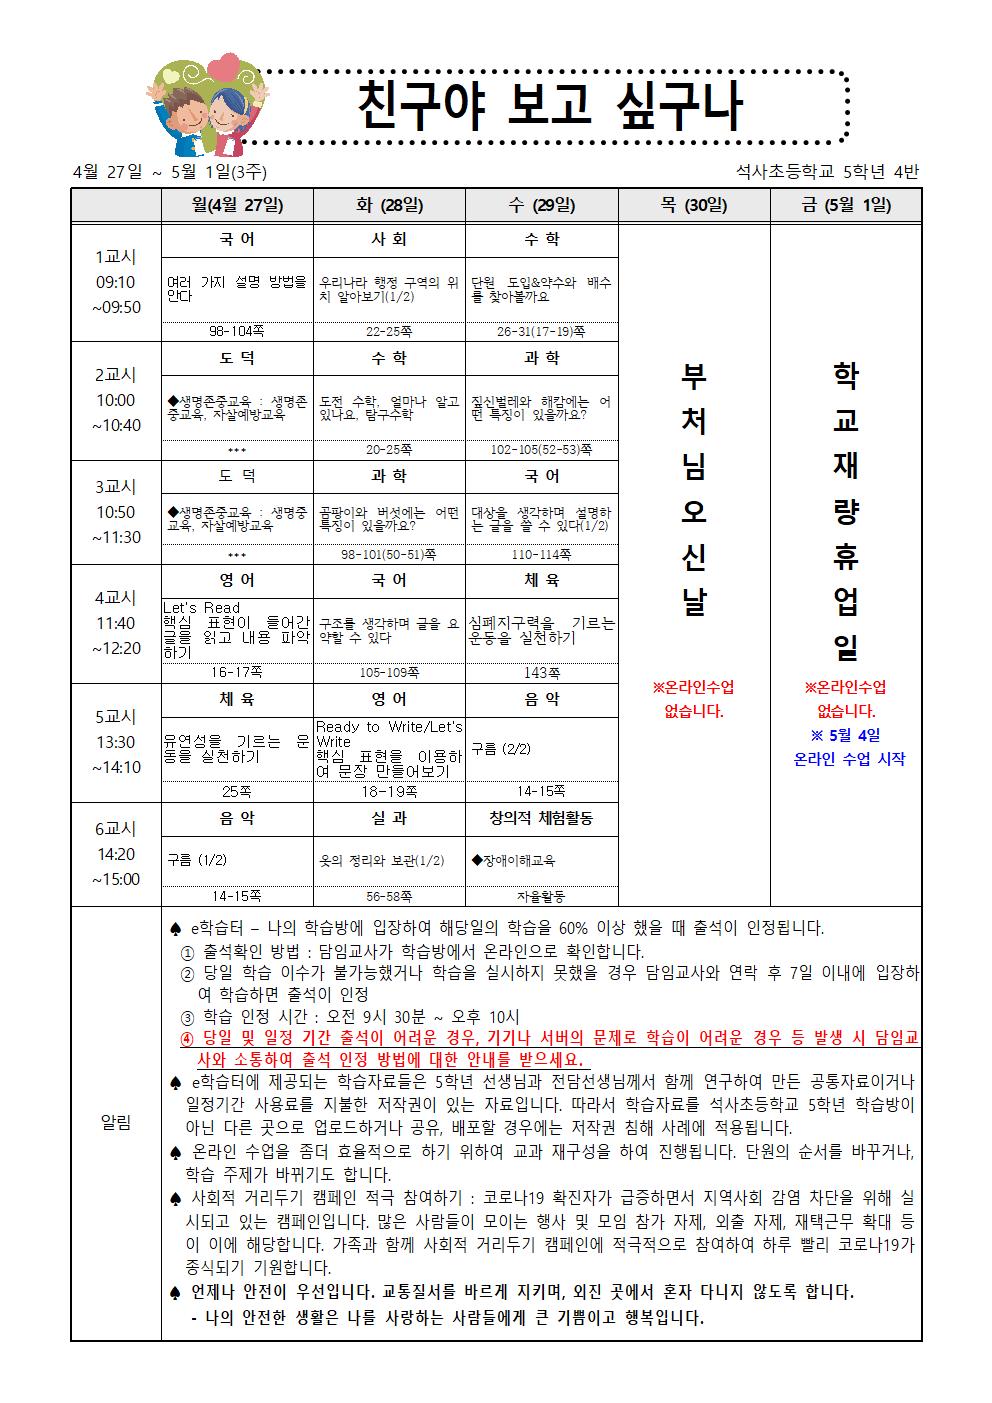 친구야 보고 싶구나
4월 27일 ~ 5월 1일(3주)
석사초등학교 5학년 4반
월(4월 27일)
화 (28일)
수 (29일)
목 (30일)
금 (5월 1일)
1교시
09:10
~09:50
국 어
여러 가지 설명 방법을
안다
98-104쪽
사 회
우리나라 행정 구역의 위
치 알아보기(1/2)
22-25쪽
수 학
단원 도입&약수와 배수
를 찾아볼까요
26-31(17-19)쪽
2교시
10:00
~10:40
도 덕
◆생명존중교육 : 생명존
중교육, 자살예방교육
***
수 학
도전 수학, 얼마나 알고
있나요, 탐구수학
20-25쪽
과 학
짚신벌레와 해캄에는 어
떤 특징이 있을까요?
102-105(52-53)쪽
3교시
10:50
~11:30
도 덕
◆생명존중교육 : 생명중
교육, 자살예방교육
***
과 학
곰팡이와 버섯에는 어떤
특징이 있을까요?
98-101(50-51)쪽
국 어
대상을 생각하며 설명하
는 글을 쓸 수 있다(1/2)
110-114쪽
4교시
11:40
~12:20
영 어
Let's Read
핵심 표현이 들어간
글을 읽고 내용 파악
하기
16-17쪽
국 어
구조를 생각하며 글을 요
약할 수 있다
105-109쪽
체 육
심폐지구력을 기르는
운동을 실천하기
143쪽
5교시
13:30
~14:10
체 육
유연성을 기르는 운
동을 실천하기
25쪽
영 어
Ready to Write/Let's
Write
핵심 표현을 이용하
여 문장 만들어보기
18-19쪽
음 악
구름 (2/2)
14-15쪽
6교시
14:20
~15:00
음 악
구름 (1/2)
14-15쪽
실 과
옷의 정리와 보관(1/2)
56-58쪽
창의적 체험활동
◆장애이해교육
자율활동
부
처
님
오
신
날
※온라인수업
없습니다.
학
교
재
량
휴
업
일
※온라인수업
없습니다.
※ 5월 4일
온라인 수업 시작
알림
♠ e학습터 – 나의 학습방에 입장하여 해당일의 학습을 60% 이상 했을 때 출석이 인정됩니다.
① 출석확인 방법 : 담임교사가 학습방에서 온라인으로 확인합니다.
② 당일 학습 이수가 불가능했거나 학습을 실시하지 못했을 경우 담임교사와 연락 후 7일 이내에 입장하
여 학습하면 출석이 인정
③ 학습 인정 시간 : 오전 9시 30분 ~ 오후 10시
④ 당일 및 일정 기간 출석이 어려운 경우, 기기나 서버의 문제로 학습이 어려운 경우 등 발생 시 담임교
사와 소통하여 출석 인정 방법에 대한 안내를 받으세요.
♠ e학습터에 제공되는 학습자료들은 5학년 선생님과 전담선생님께서 함께 연구하여 만든 공통자료이거나
일정기간 사용료를 지불한 저작권이 있는 자료입니다. 따라서 학습자료를 석사초등학교 5학년 학습방이
아닌 다른 곳으로 업로드하거나 공유, 배포할 경우에는 저작권 침해 사례에 적용됩니다.
♠ 온라인 수업을 좀더 효율적으로 하기 위하여 교과 재구성을 하여 진행됩니다. 단원의 순서를 바꾸거나,
학습 주제가 바뀌기도 합니다.
♠ 사회적 거리두기 캠페인 적극 참여하기 : 코로나19 확진자가 급증하면서 지역사회 감염 차단을 위해 실
시되고 있는 캠페인입니다. 많은 사람들이 모이는 행사 및 모임 참가 자제, 외출 자제, 재택근무 확대 등
이 이에 해당합니다. 가족과 함께 사회적 거리두기 캠페인에 적극적으로 참여하여 하루 빨리 코로나19가
종식되기 기원합니다.
♠ 언제나 안전이 우선입니다. 교통질서를 바르게 지키며, 외진 곳에서 혼자 다니지 않도록 합니다.
- 나의 안전한 생활은 나를 사랑하는 사람들에게 큰 기쁨이고 행복입니다.